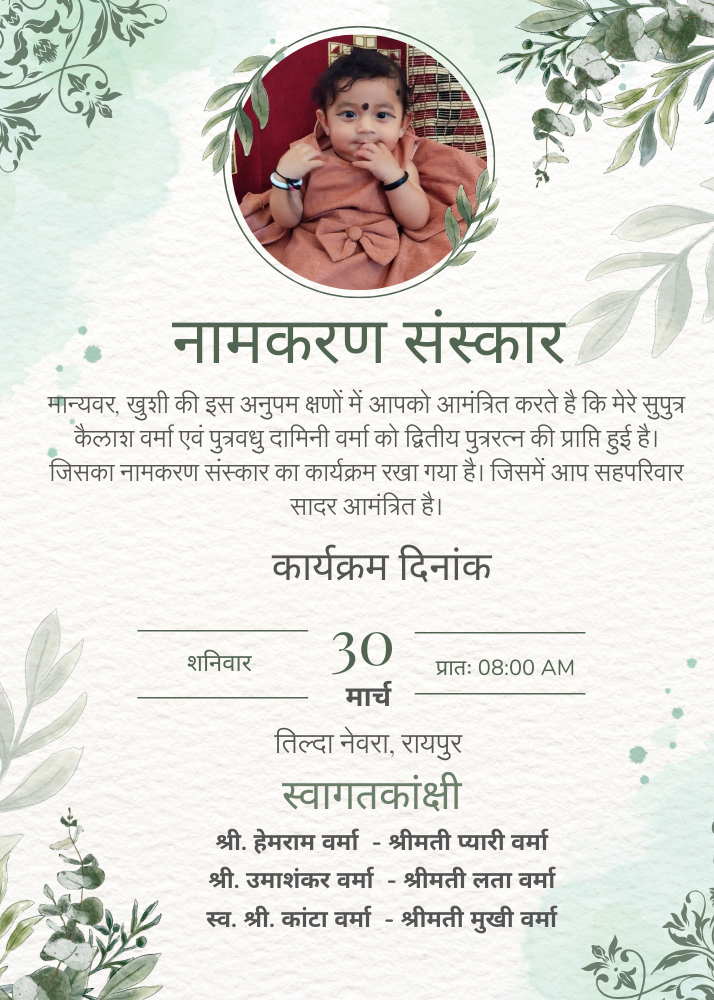 नामकरण संस्कार
मान्यवर, खुशी की इस अनुपम क्षणों में आपको आमंत्रित करते है कि मेरे सुपुत्र
कैलाश वर्मा एवं पुत्रवधु दामिनी वर्मा को द्वितीय पुत्ररत्न की प्राप्ति हुई है।
जिसका नामकरण संस्कार का कार्यक्रम रखा गया है। जिसमें आप सहपरिवार
सादर आमंत्रित है।
कार्यक्रम दिनांक
शनिवार
30
मार्च
प्रातः 08:00 AM
तिल्दा नेवरा, रायपुर
स्वागतकांक्षी
श्री. हेमराम वर्मा - श्रीमती प्यारी वर्मा
श्री. उमाशंकर वर्मा - श्रीमती लता वर्मा
स्व. श्री. कांटा वर्मा - श्रीमती मुखी वर्मा